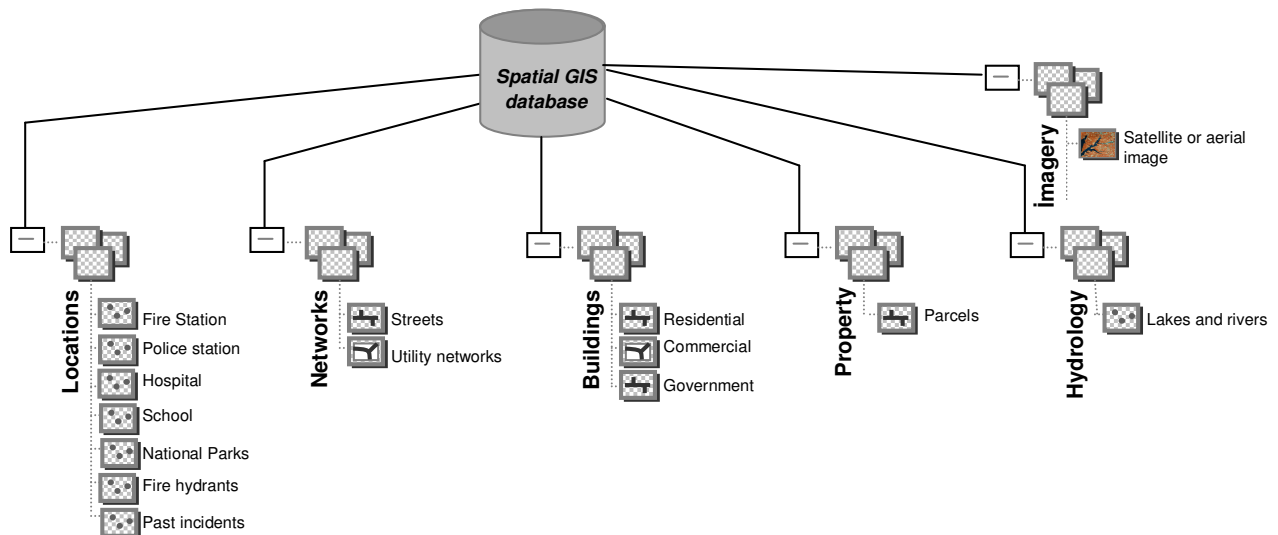 Spatial GIS
database
imagery
Satellite or aerial
image
Locations
Fire Station
Police station
Hospital
School
National Parks
Fire hydrants
Past incidents
Networks
Streets
Utility networks
Buildings
Residential
Commercial
Government
Property
Parcels
Hydrology
Lakes and rivers